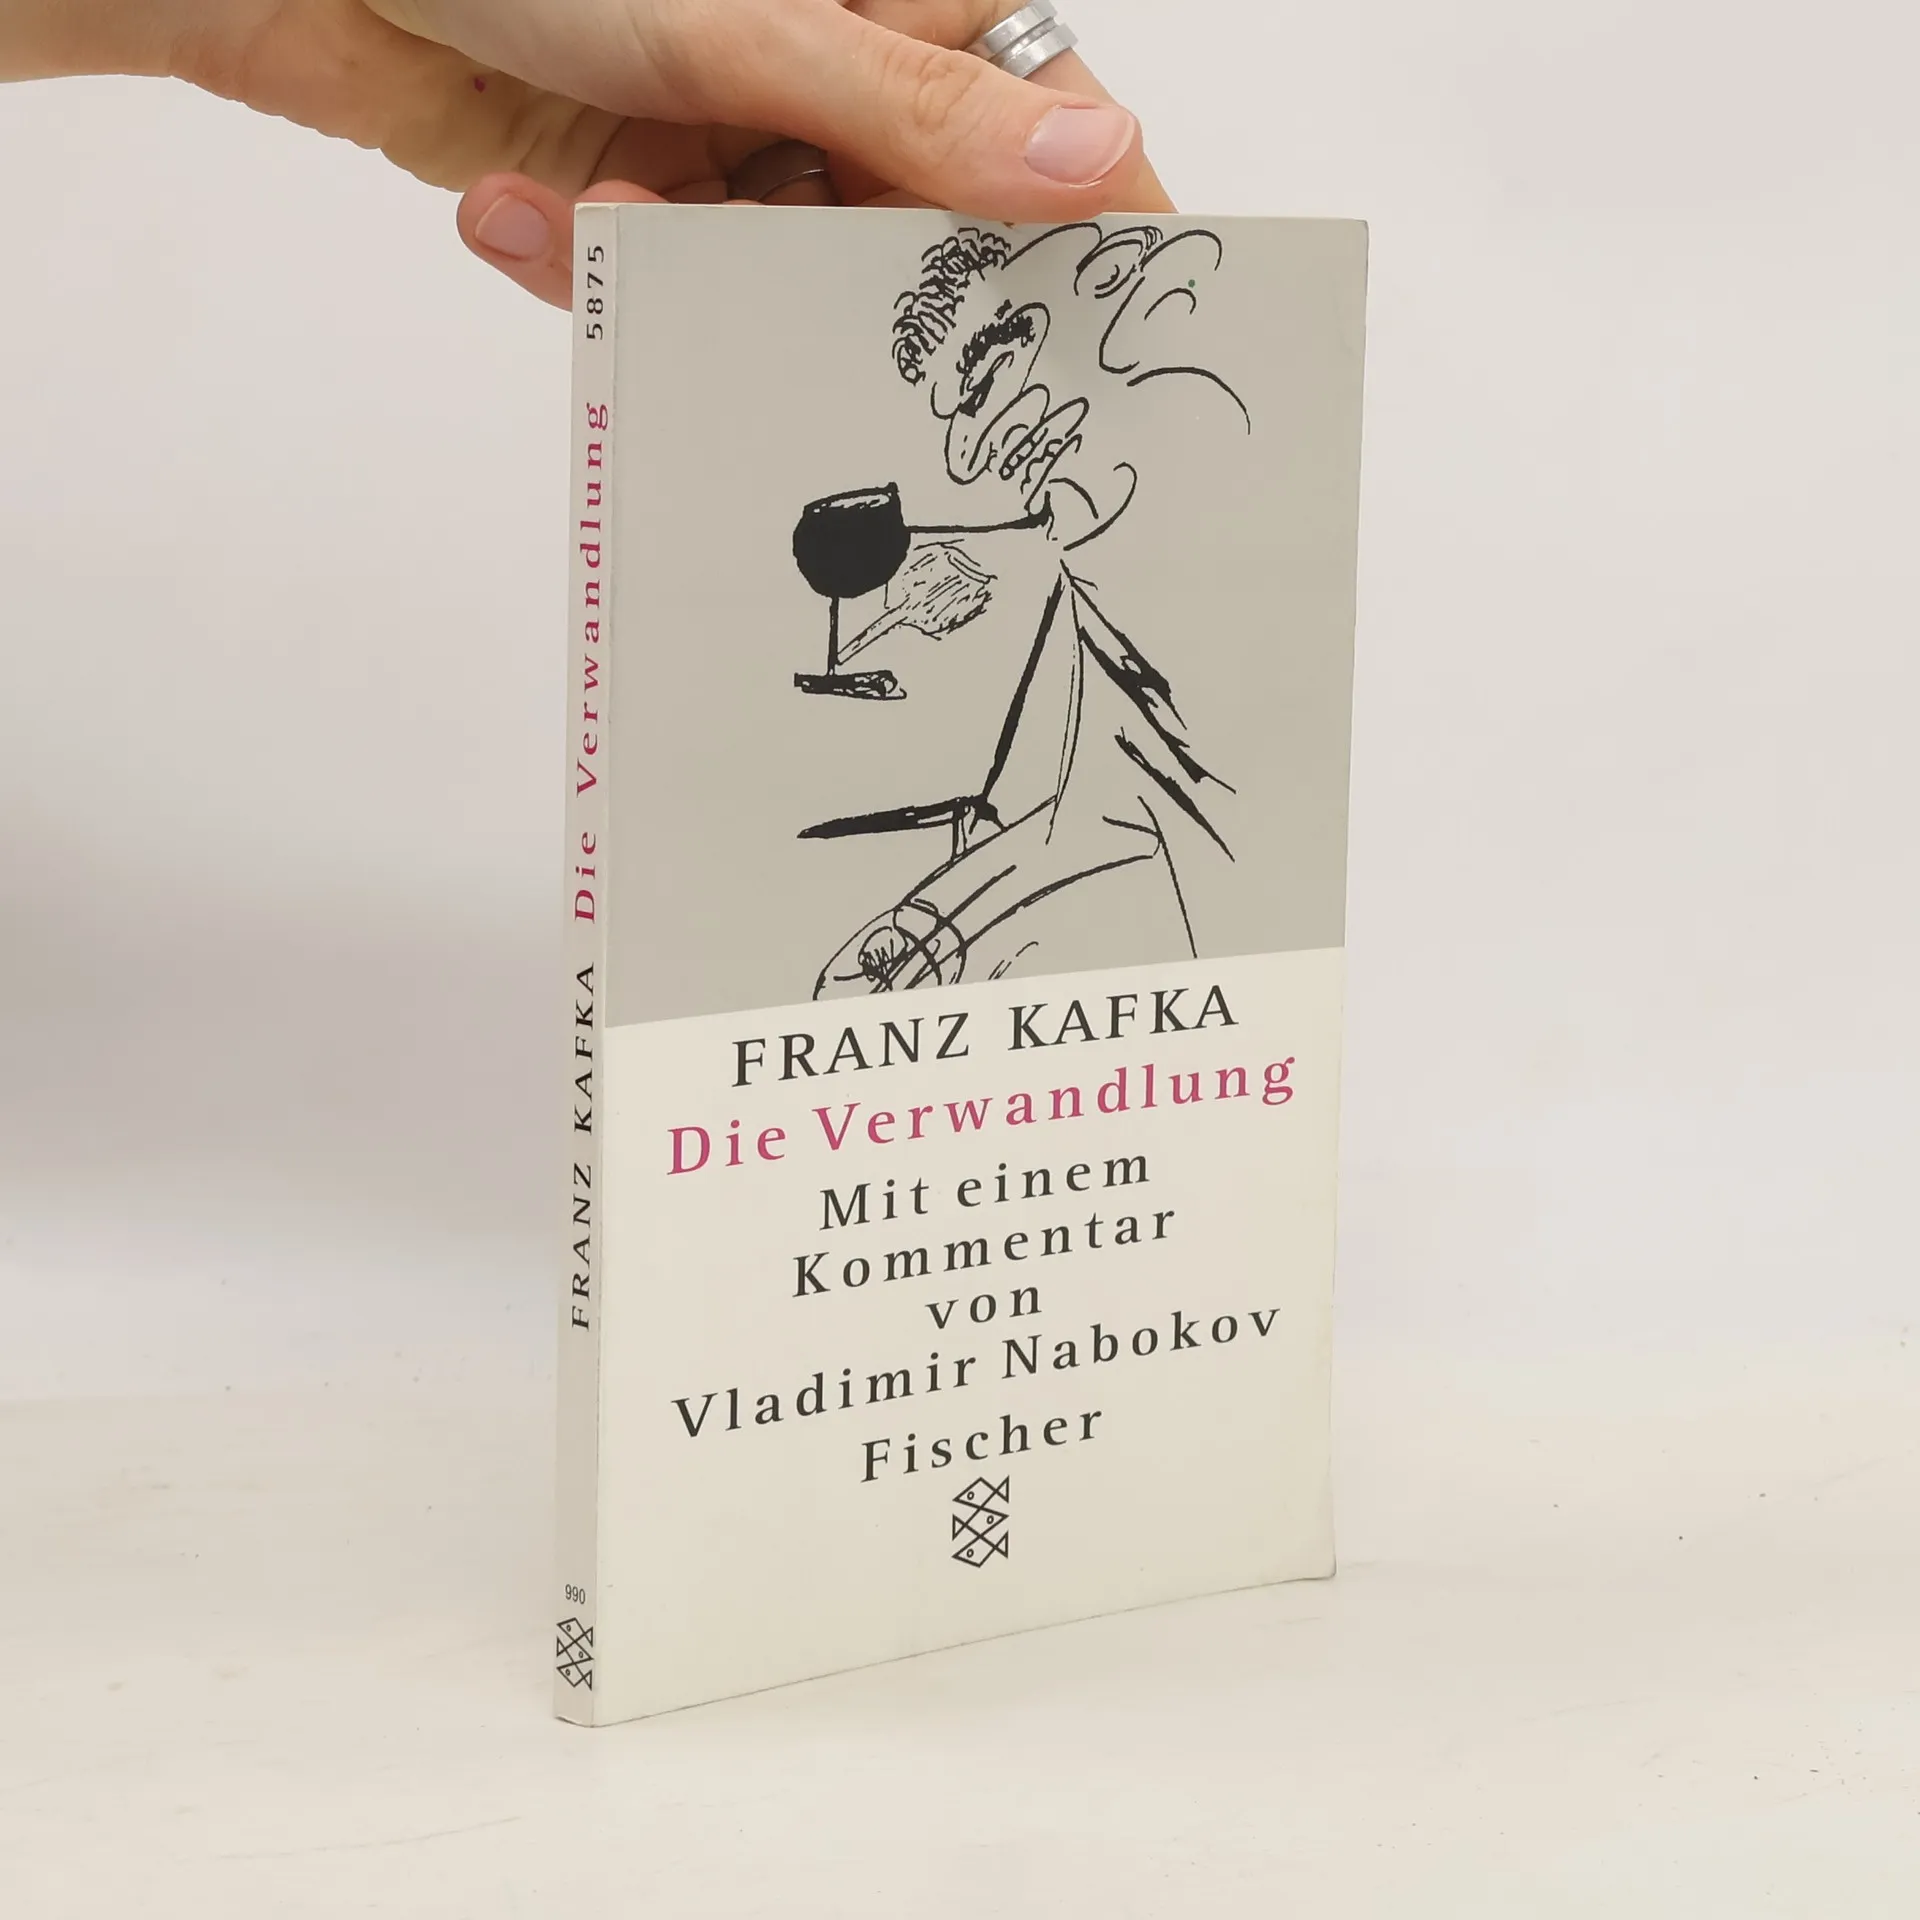 FRANZ KAFKA Die Verwandlung 5875
990
FRANZ KAFKA
Die Verwandlung
Mit einem
Kommentar
von
Vladimir Nabokov
Fischer